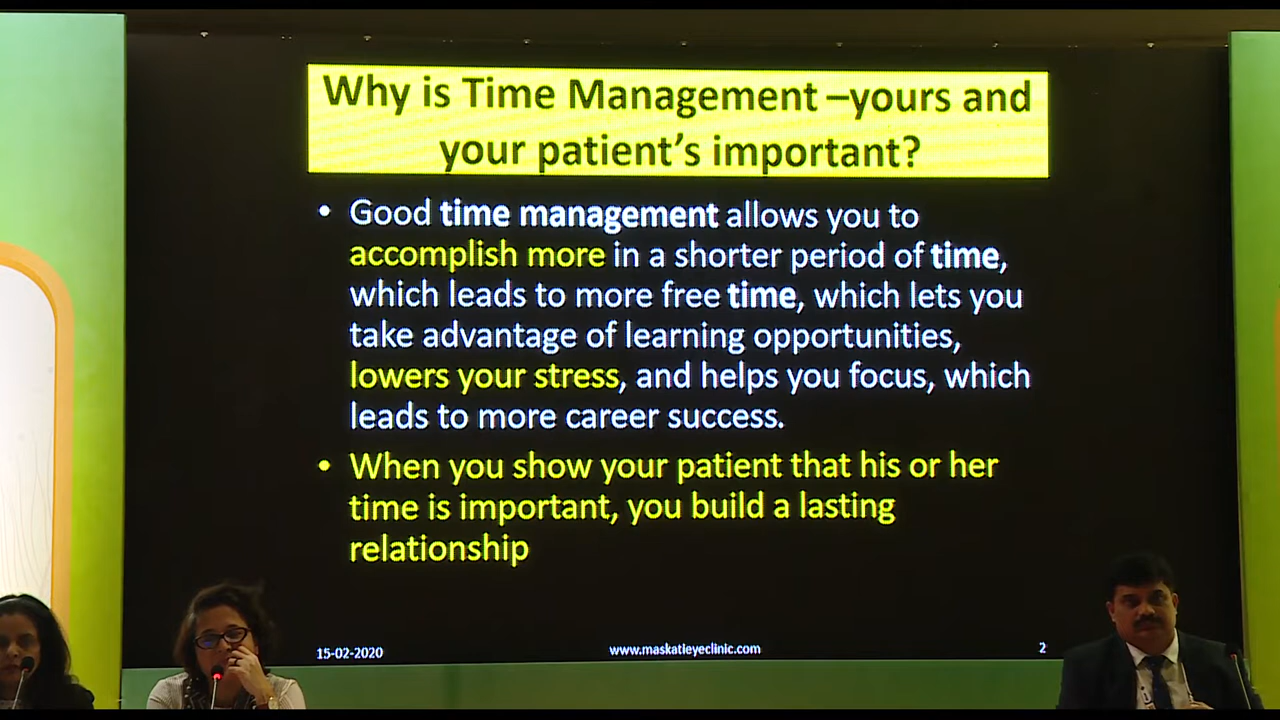 Why is Time Management –yours and
your patient’s important?
• Good time management allows you to
accomplish more in a shorter period of time,
which leads to more free time, which lets you
take advantage of learning opportunities,
lowers your stress, and helps you focus, which
leads to more career success.
• When you show your patient that his or her
time is important, you build a lasting
relationship
15-02-2020 www.maskatieyeclinic.com 2